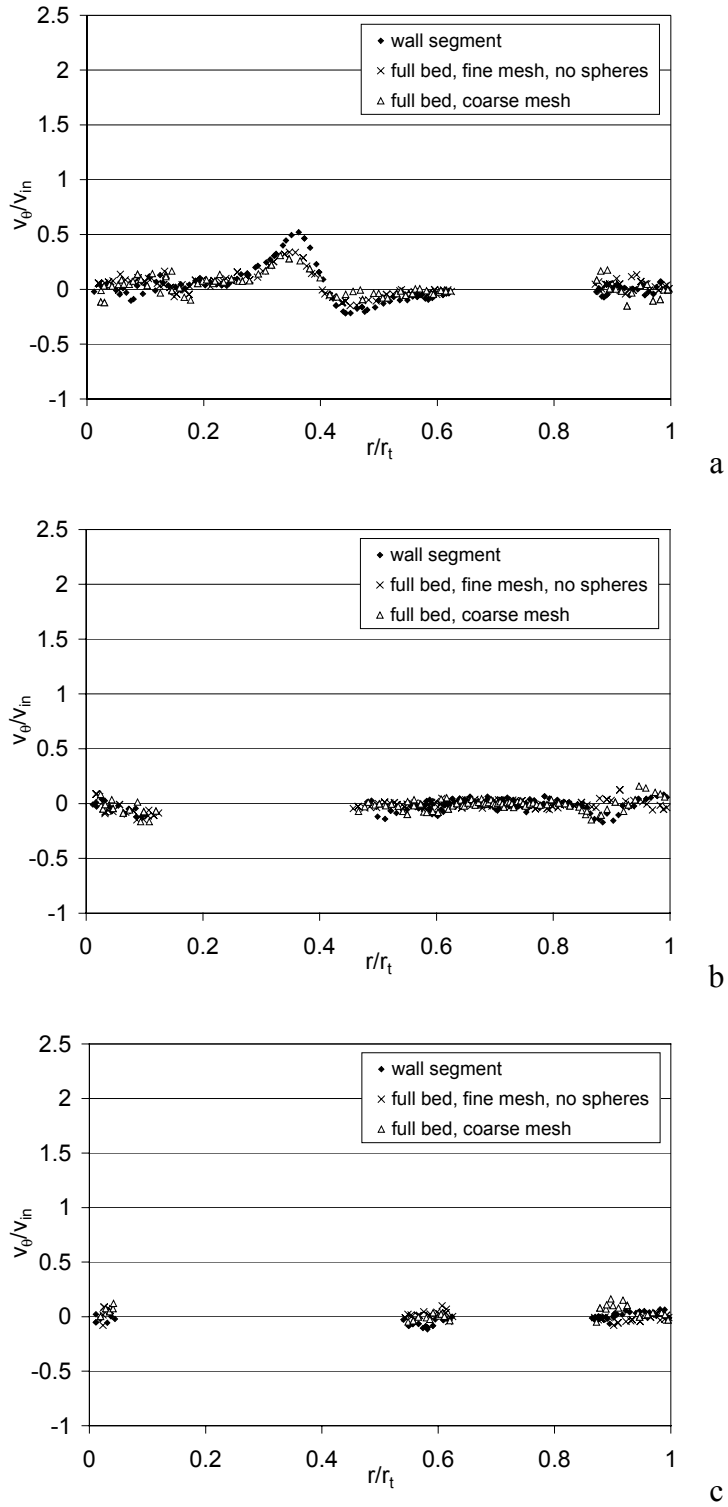 2.5
2
1.5
1
0.5
0
-0.5
-1
vθ/vin
wall segment
full bed, fine mesh, no spheres
full bed, coarse mesh
0 0.2 0.4 0.6 0.8 1
r/rt
a
2.5
2
1.5
1
0.5
0
-0.5
-1
vθ/vin
wall segment
full bed, fine mesh, no spheres
full bed, coarse mesh
0 0.2 0.4 0.6 0.8 1
r/rt
b
2.5
2
1.5
1
0.5
0
-0.5
-1
vθ/vin
wall segment
full bed, fine mesh, no spheres
full bed, coarse mesh
0 0.2 0.4 0.6 0.8 1
r/rt
c